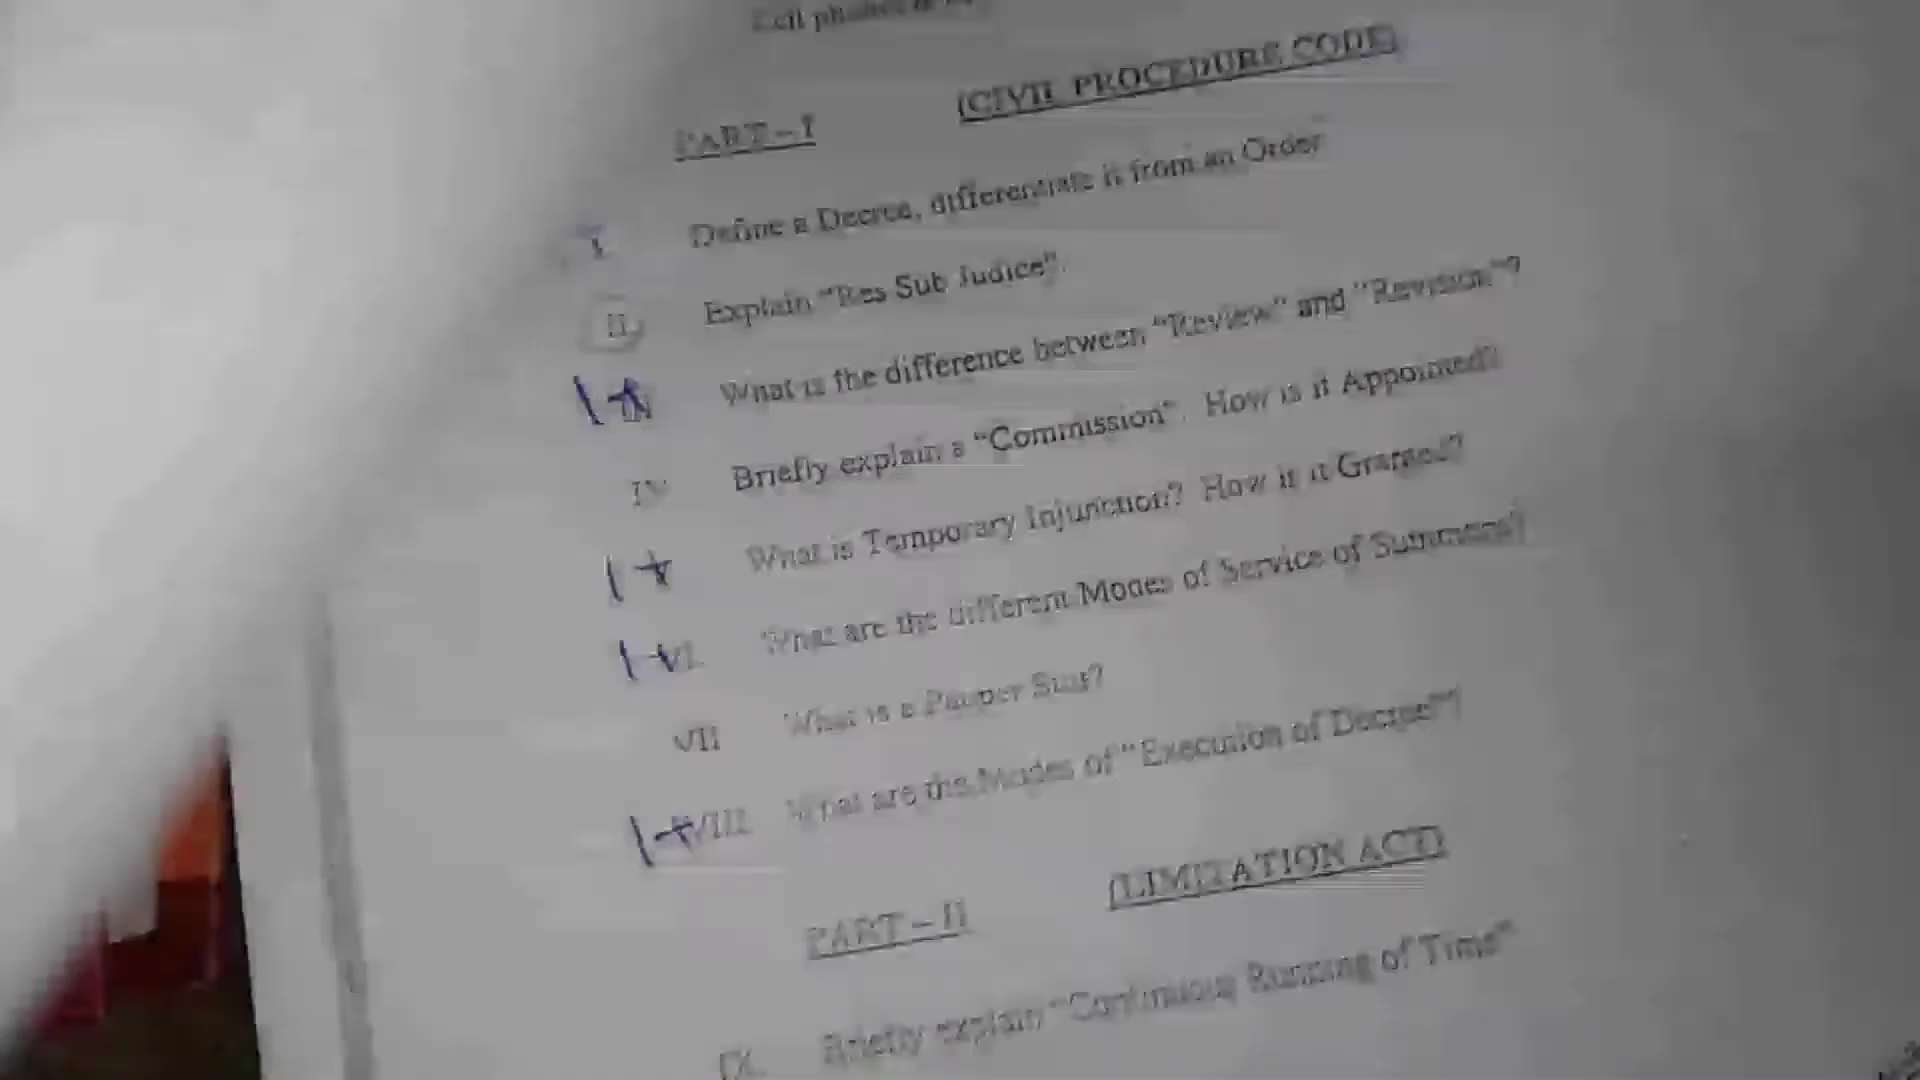 Cell phones
(CIVIL PROCEDURE CODE)
PART – I
I. Define a Decree, differentiate it from an Order
II. Explain "Res Sub Judice".
What is the difference between "Review" and "Revision"?
IV Briefly explain a "Commission". How is it Appointed?
What is Temporary Injunction? How is it Granted?
VI. What are the different Modes of Service of Summons?
VII What is a Pauper Suit?
VIII What are the Modes of "Execution of Decree"?
PART – II (LIMITATION ACT)
IX. Briefly explain "Continuous Running of Time"